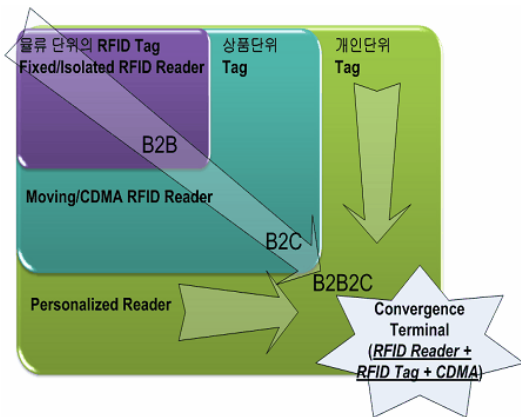 물류 단위의 RFID Tag
Fixed/Isolated RFID Reader
상품단위
Tag
개인단위
Tag
B2B
Moving/CDMA RFID Reader
B2C
B2B2C
Personalized Reader
Convergence
Terminal
(RFID Reader +
RFID Tag + CDMA)